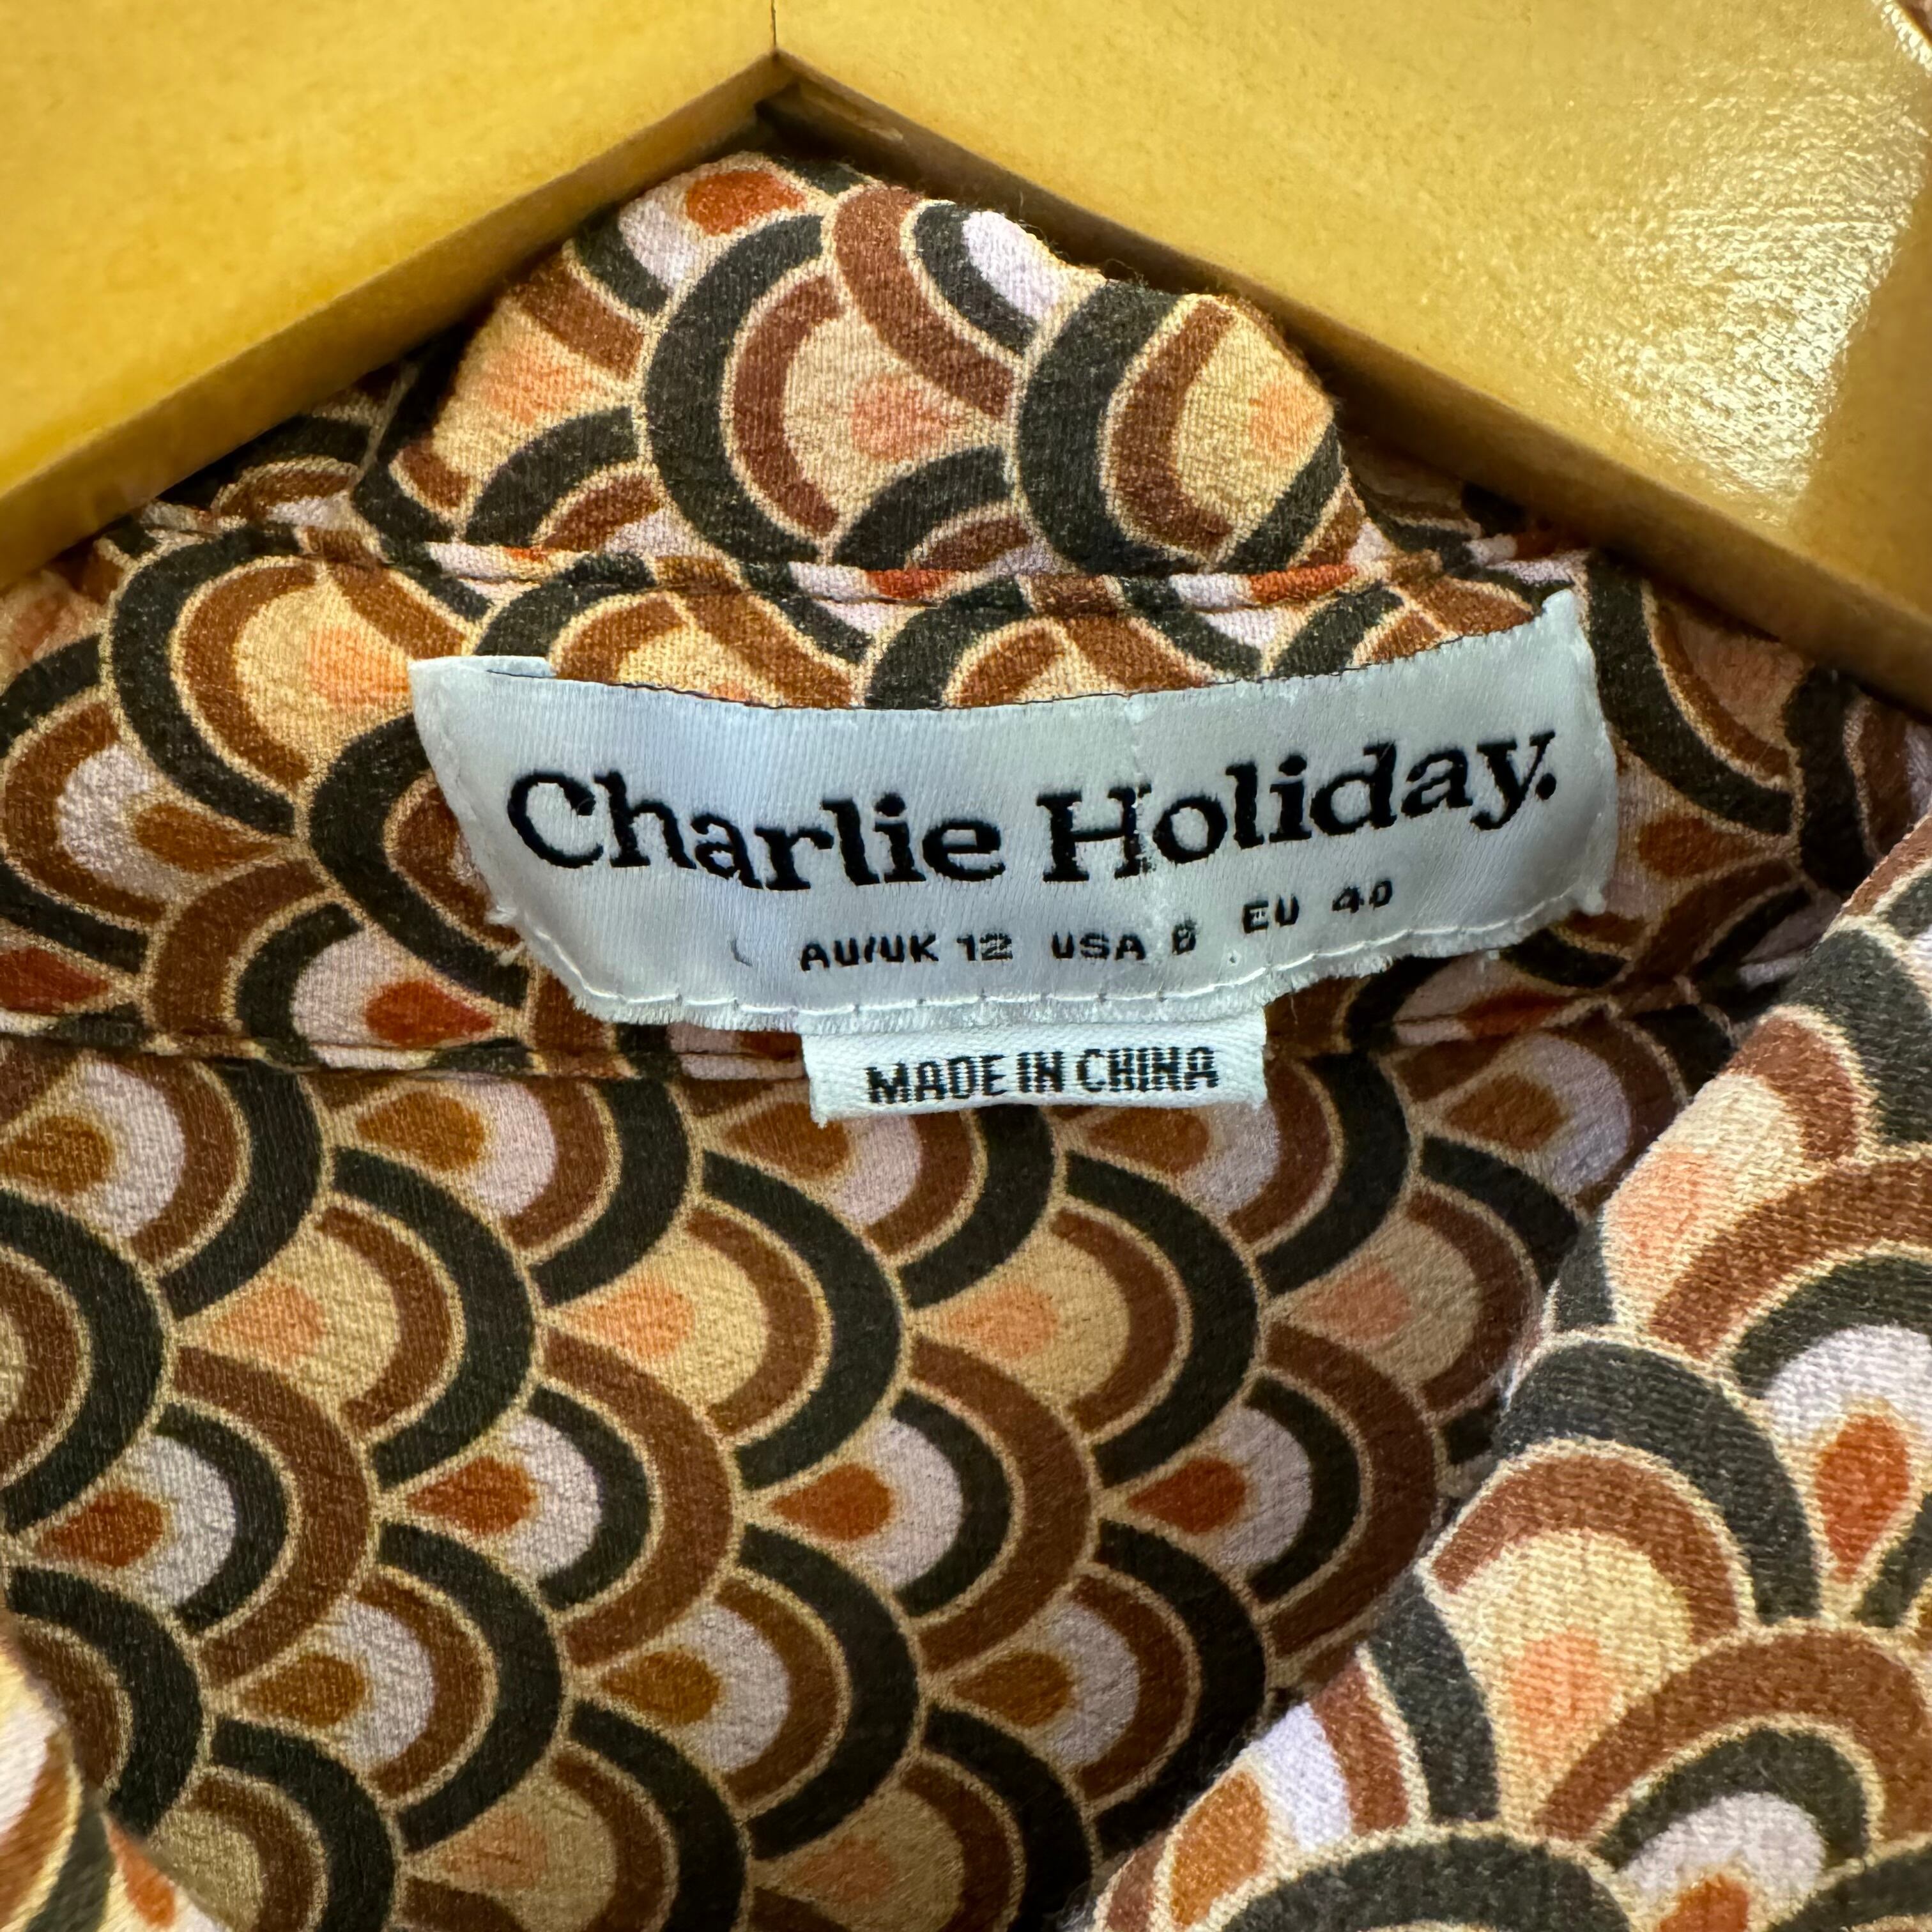 Charlie Holiday.
L AU/UK 12 USA 8 EU 40
MADE IN CHINA